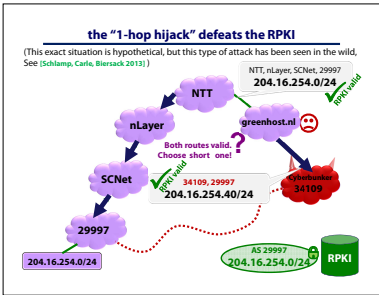 the “1-hop hijack” defeats the RPKI
(This exact situation is hypothetical, but this type of attack has been seen in the wild,
See [Schlamp, Carle, Biersack 2013] )
NTT, nLayer, SCNet, 29997
204.16.254.0/24
RPKI valid
NTT
nLayer
greenhost.nl
Both routes valid.
Choose short one!
?
SCNet
RPKI valid
34109, 29997
204.16.254.40/24
Cyberbunker
34109
29997
204.16.254.0/24
AS 29997
204.16.254.0/24
RPKI